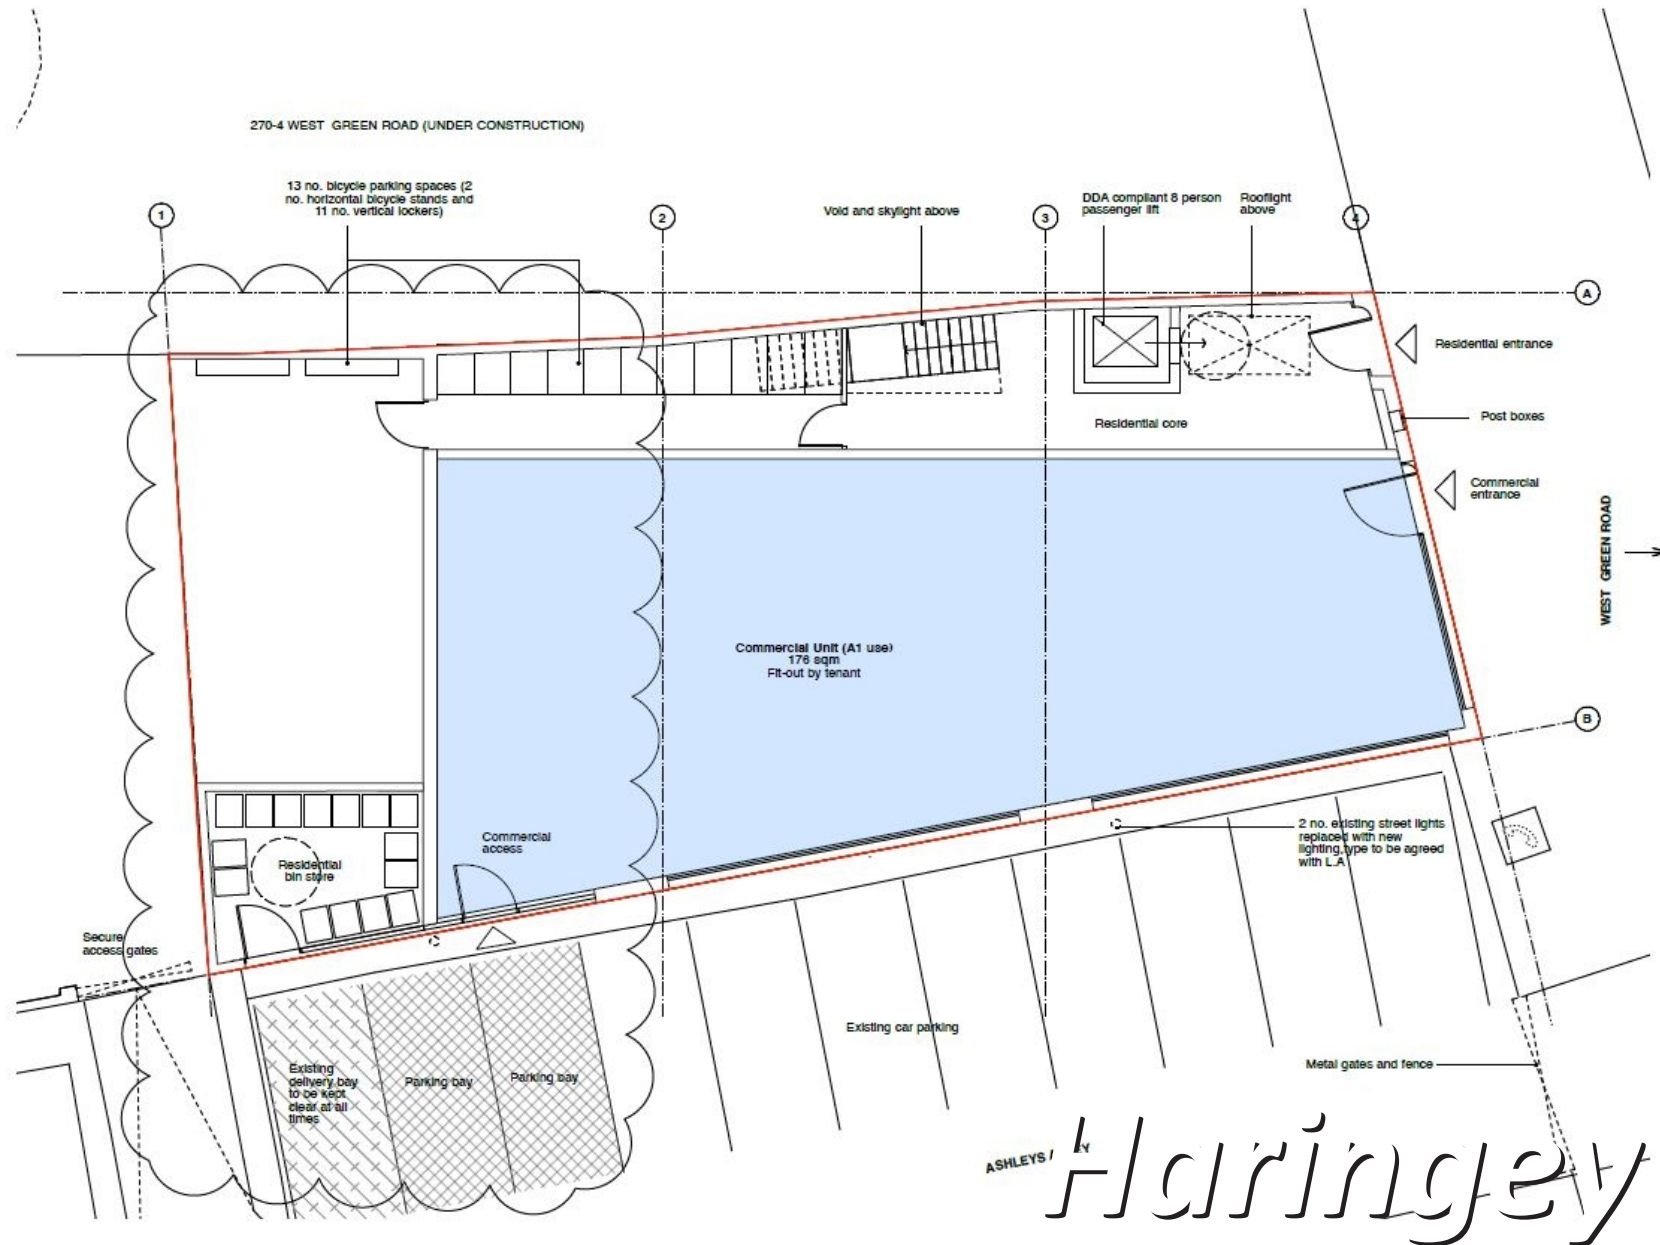 270-4 WEST GREEN ROAD (UNDER CONSTRUCTION)
13 no. bicycle parking spaces (2
no. horizontal bicycle stands and
11 no. vertical lockers)
1
2
Void and skylight above
3
DDA compliant 8 person
passenger lift
Rooflight
above
4
A
Residential entrance
Post boxes
Residential core
Commercial
entrance
WEST GREEN ROAD
Commercial Unit (A1 use)
176 sqm
Fit-out by tenant
B
Commercial
access
2 no. existing street lights
replaced with new
lighting, type to be agreed
with L.A
Residential
bin store
Secure
access gates
Existing car parking
Existing
delivery bay
to be kept
clear at all
times
Parking bay
Parking bay
Metal gates and fence
ASHLEYS
Haringey